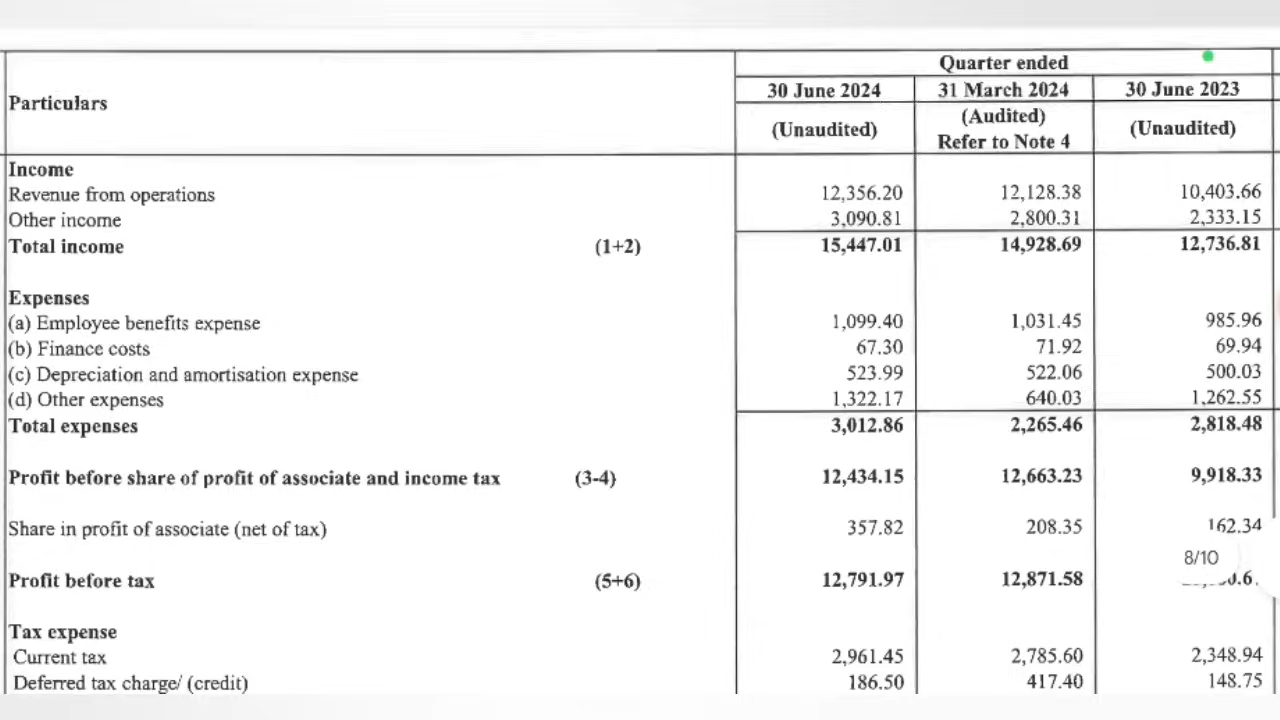 Quarter ended
Particulars 30 June 2024 31 March 2024 30 June 2023
(Unaudited) (Audited) Refer to Note 4 (Unaudited)
Income
Revenue from operations 12,356.20 12,128.38 10,403.66
Other income 3,090.81 2,800.31 2,333.15
Total income (1+2) 15,447.01 14,928.69 12,736.81
Expenses
(a) Employee benefits expense 1,099.40 1,031.45 985.96
(b) Finance costs 67.30 71.92 69.94
(c) Depreciation and amortisation expense 523.99 522.06 500.03
(d) Other expenses 1,322.17 640.03 1,262.55
Total expenses 3,012.86 2,265.46 2,818.48
Profit before share of profit of associate and income tax (3-4) 12,434.15 12,663.23 9,918.33
Share in profit of associate (net of tax) 357.82 208.35 162.34
8/10
Profit before tax (5+6) 12,791.97 12,871.58
Tax expense
Current tax 2,961.45 2,785.60 2,348.94
Deferred tax charge/ (credit) 186.50 417.40 148.75